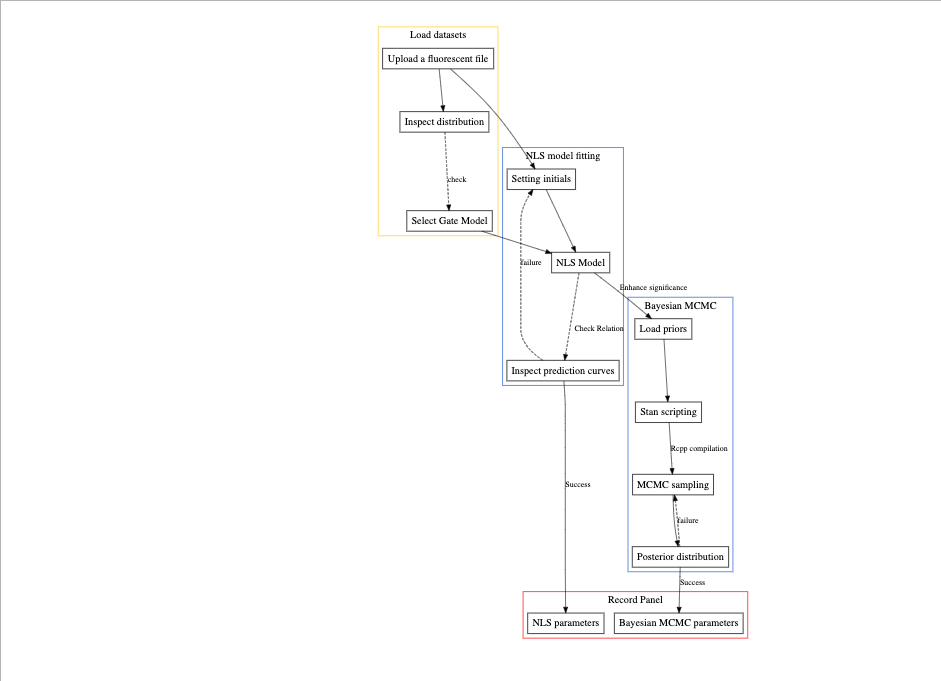 Load datasets
Upload a fluorescent file
Inspect distribution
check
Select Gate Model
NLS model fitting
Setting initials
failure
NLS Model
Enhance significance
Check Relation
Inspect prediction curves
Bayesian MCMC
Load priors
Stan scripting
Rcpp compilation
MCMC sampling
failure
Posterior distribution
Success
Success
Record Panel
NLS parameters
Bayesian MCMC parameters